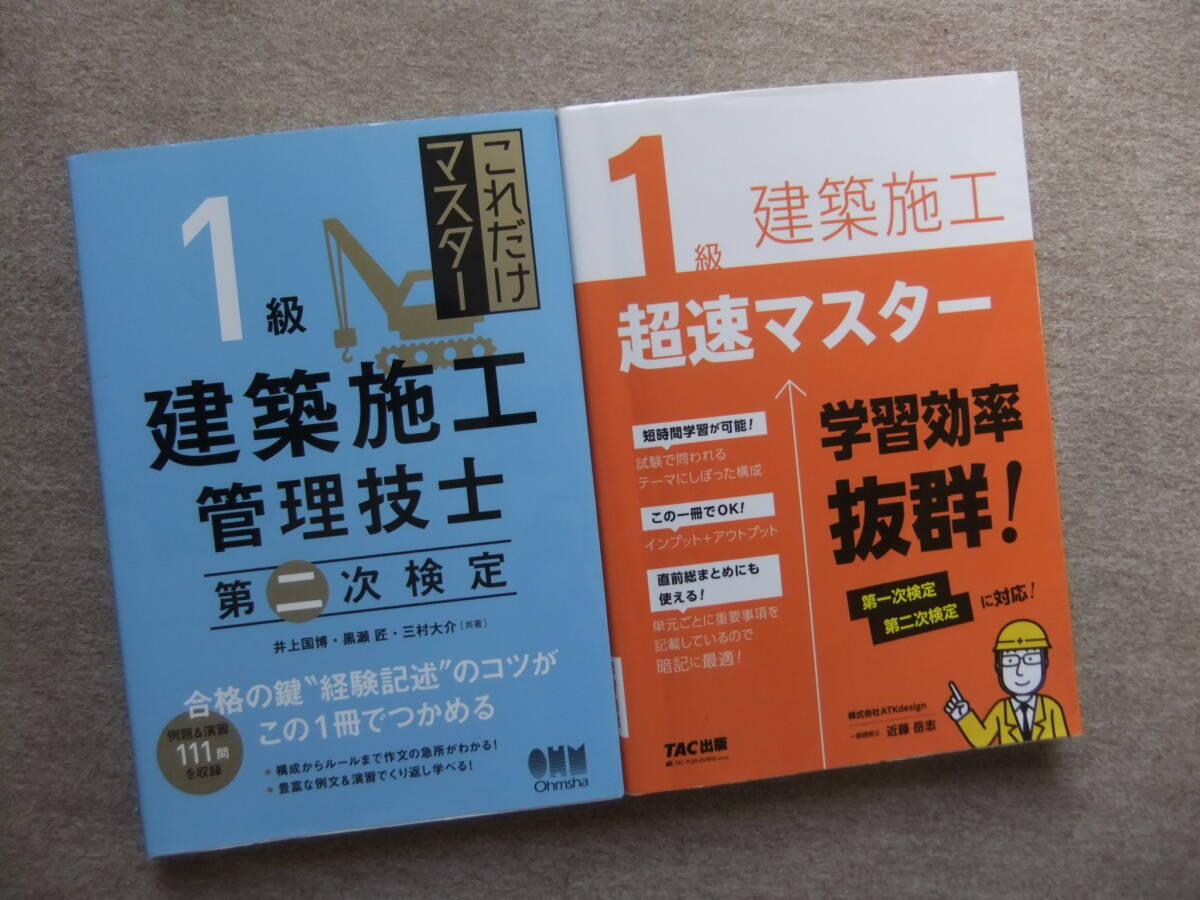 これだけ
マスター
1級
建築施工
管理技士
第二次検定
井上国博・黒瀬 匠・三村大介［共著］
合格の鍵“経験記述”のコツが
この1冊でつかめる
例題&演習
111問
を収録
・構成からルールまで作文の急所がわかる!
・豊富な例文&演習でくり返し学べる!
OHM
Ohmsha
1級 建築施工
超速マスター
学習効率
抜群!
短時間学習が可能!
試験で問われる
テーマにしぼった構成
この一冊でOK!
インプット+アウトプット
直前総まとめにも
使える!
単元ごとに重要事項を
記載しているので
暗記に最適!
第一次検定
第二次検定
に対応!
株式会社ATKdesign
一級建築士 近藤 岳志
TAC出版
TAC PUBLISHING Group